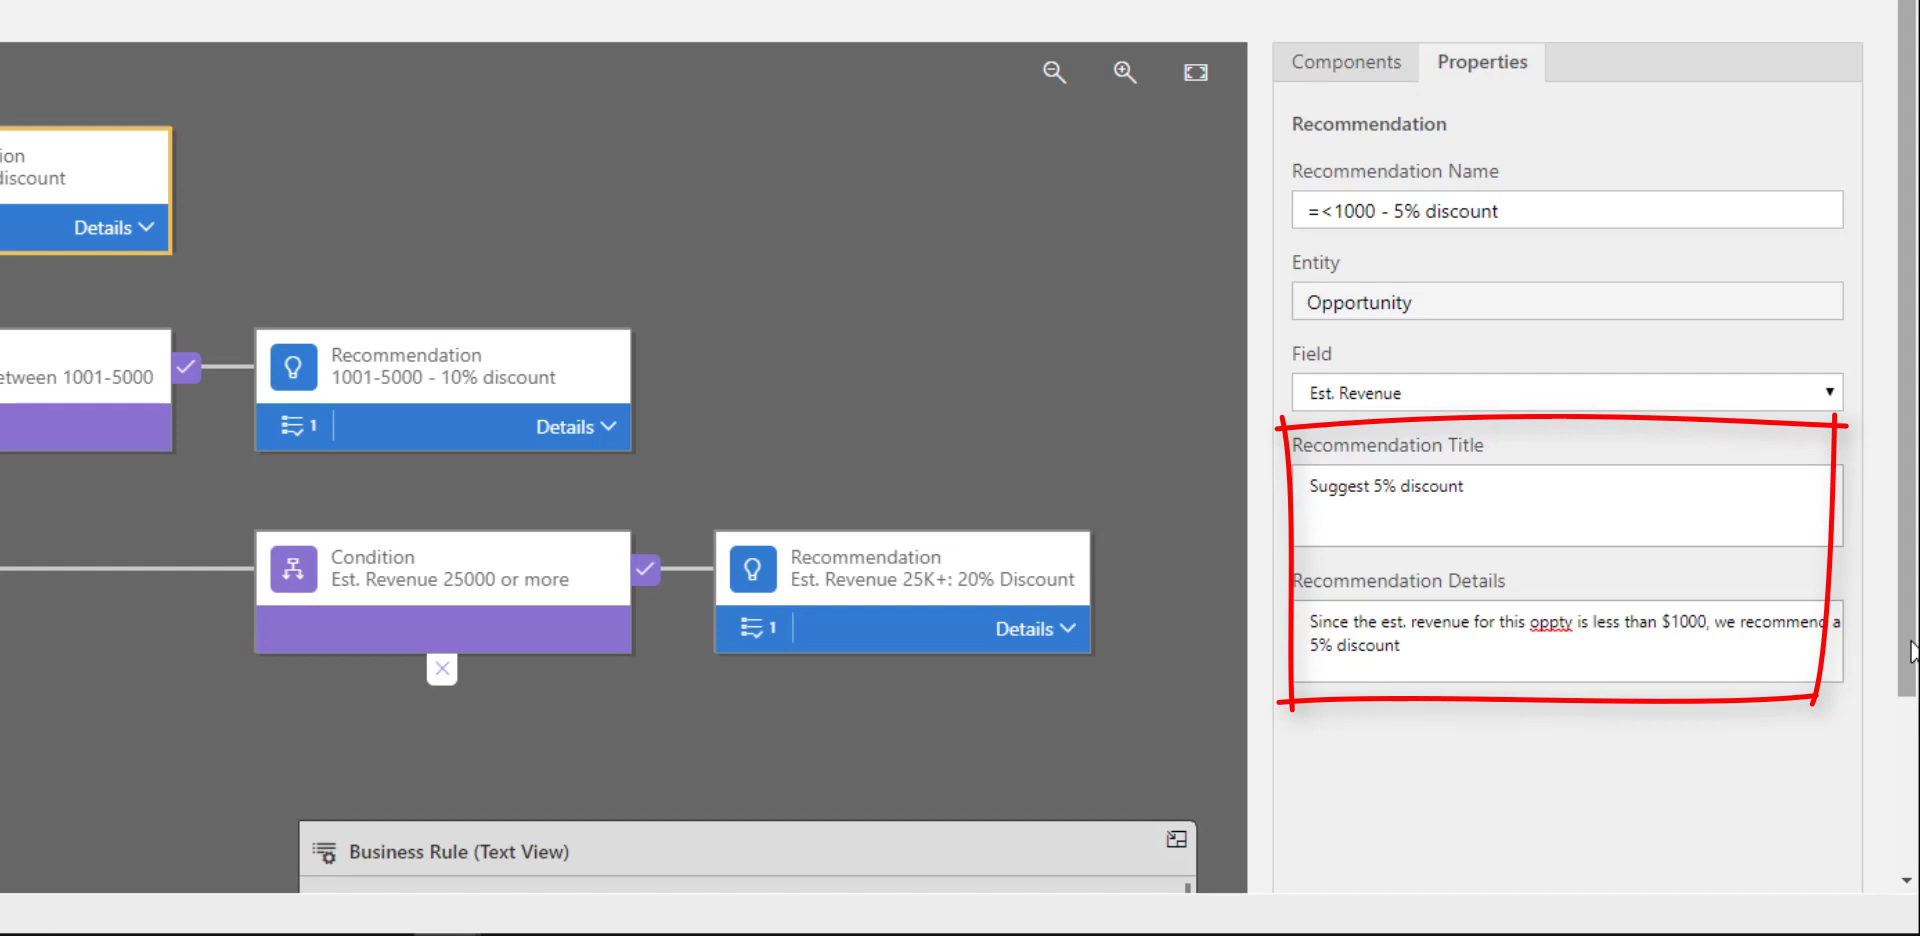 ion
discount
Details
etween 1001-5000
Recommendation
1001-5000 - 10% discount
1
Details
Condition
Est. Revenue 25000 or more
Recommendation
Est. Revenue 25K+: 20% Discount
1
Details
Business Rule (Text View)
Components
Properties
Recommendation
Recommendation Name
=<1000 - 5% discount
Entity
Opportunity
Field
Est. Revenue
Recommendation Title
Suggest 5% discount
Recommendation Details
Since the est. revenue for this oppty is less than $1000, we recommend a
5% discount